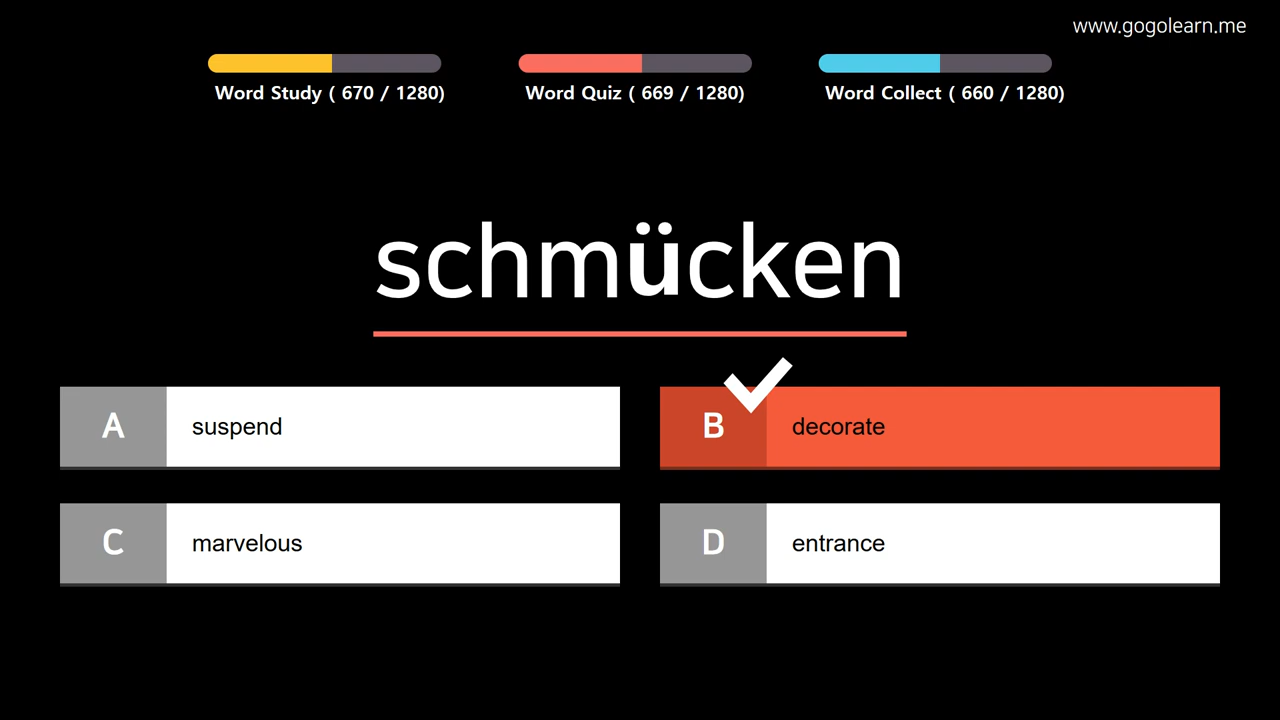 www.gogolearn.me
Word Study ( 670 / 1280)
Word Quiz ( 669 / 1280)
Word Collect ( 660 / 1280)
schmücken
A suspend
B decorate
C marvelous
D entrance